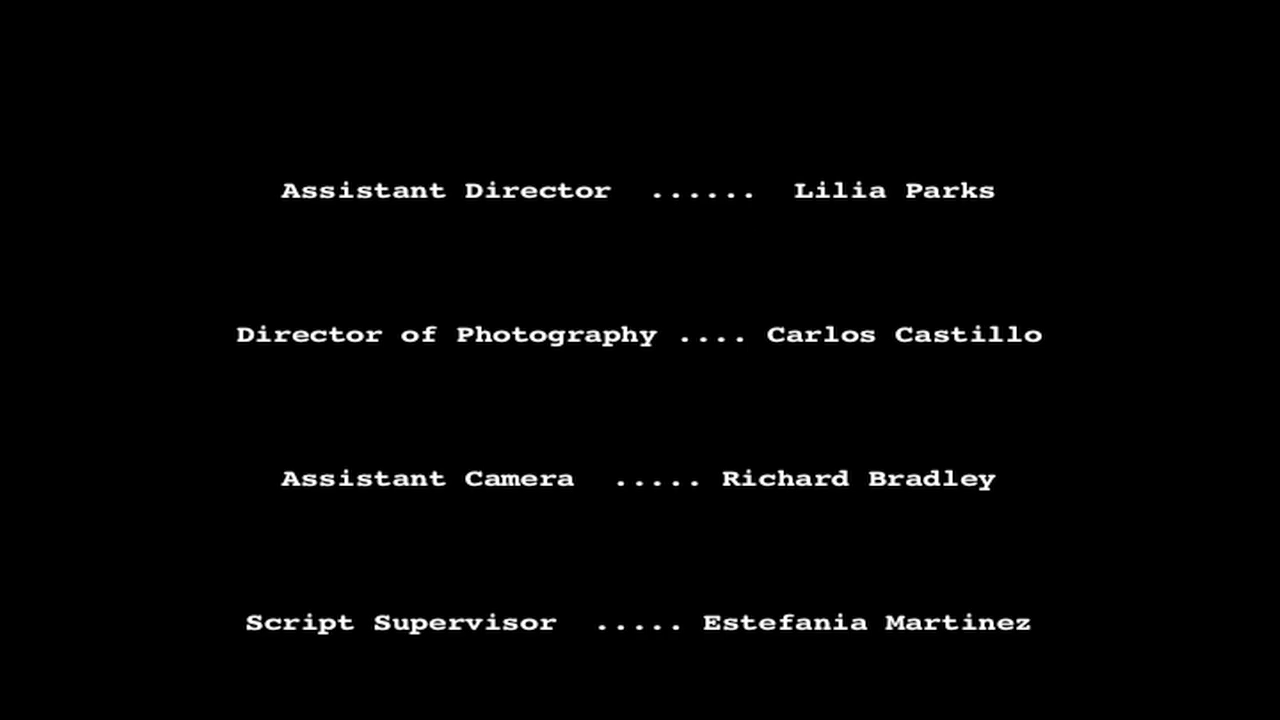 Assistant Director  ......  Lilia Parks
Director of Photography .... Carlos Castillo
Assistant Camera  ..... Richard Bradley
Script Supervisor  ..... Estefania Martinez